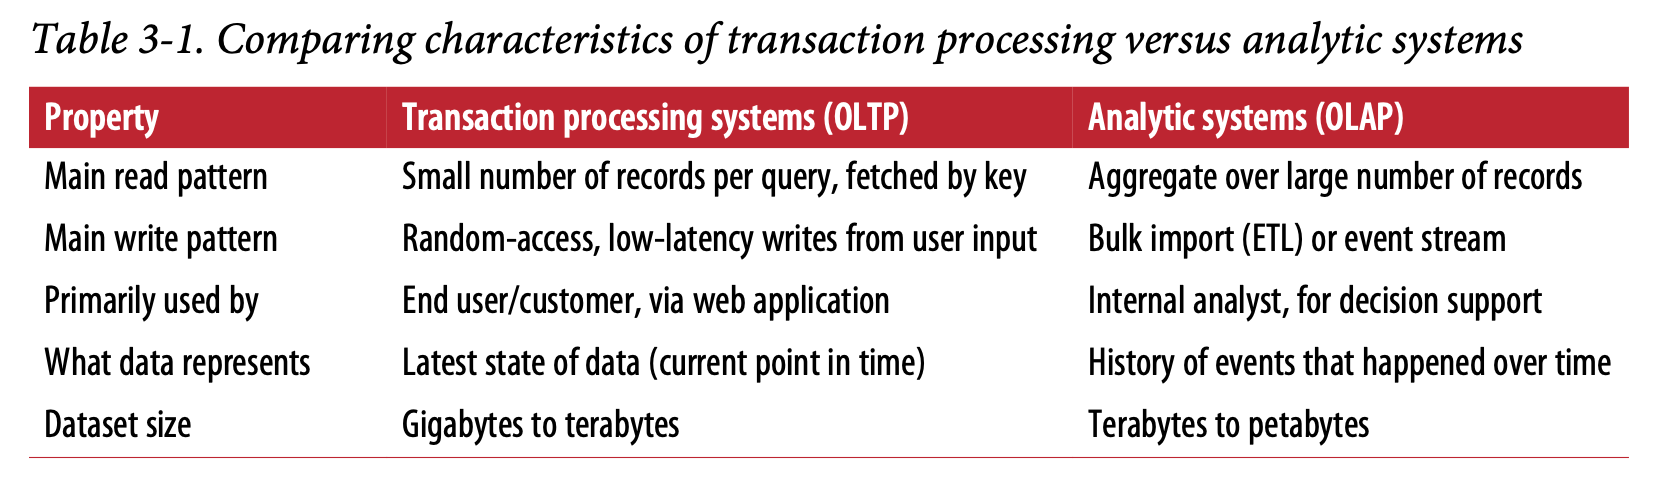 Table 3-1. Comparing characteristics of transaction processing versus analytic systems
Property Transaction processing systems (OLTP) Analytic systems (OLAP)
Main read pattern Small number of records per query, fetched by key Aggregate over large number of records
Main write pattern Random-access, low-latency writes from user input Bulk import (ETL) or event stream
Primarily used by End user/customer, via web application Internal analyst, for decision support
What data represents Latest state of data (current point in time) History of events that happened over time
Dataset size Gigabytes to terabytes Terabytes to petabytes